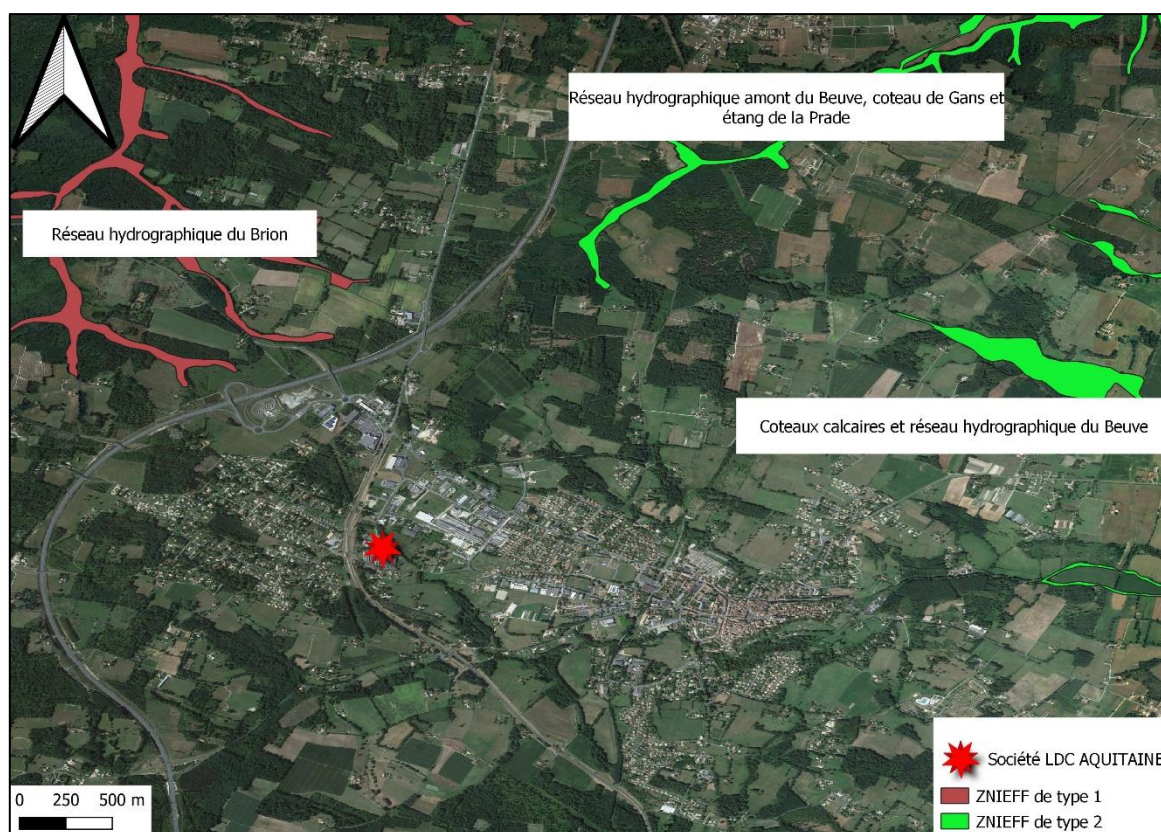 Réseau hydrographique amont du Beuve, coteau de Gans et
étang de la Prade
Réseau hydrographique du Brion
Coteaux calcaires et réseau hydrographique du Beuve
Société LDC AQUITAINE
ZNIEFF de type 1
ZNIEFF de type 2
0 250 500 m